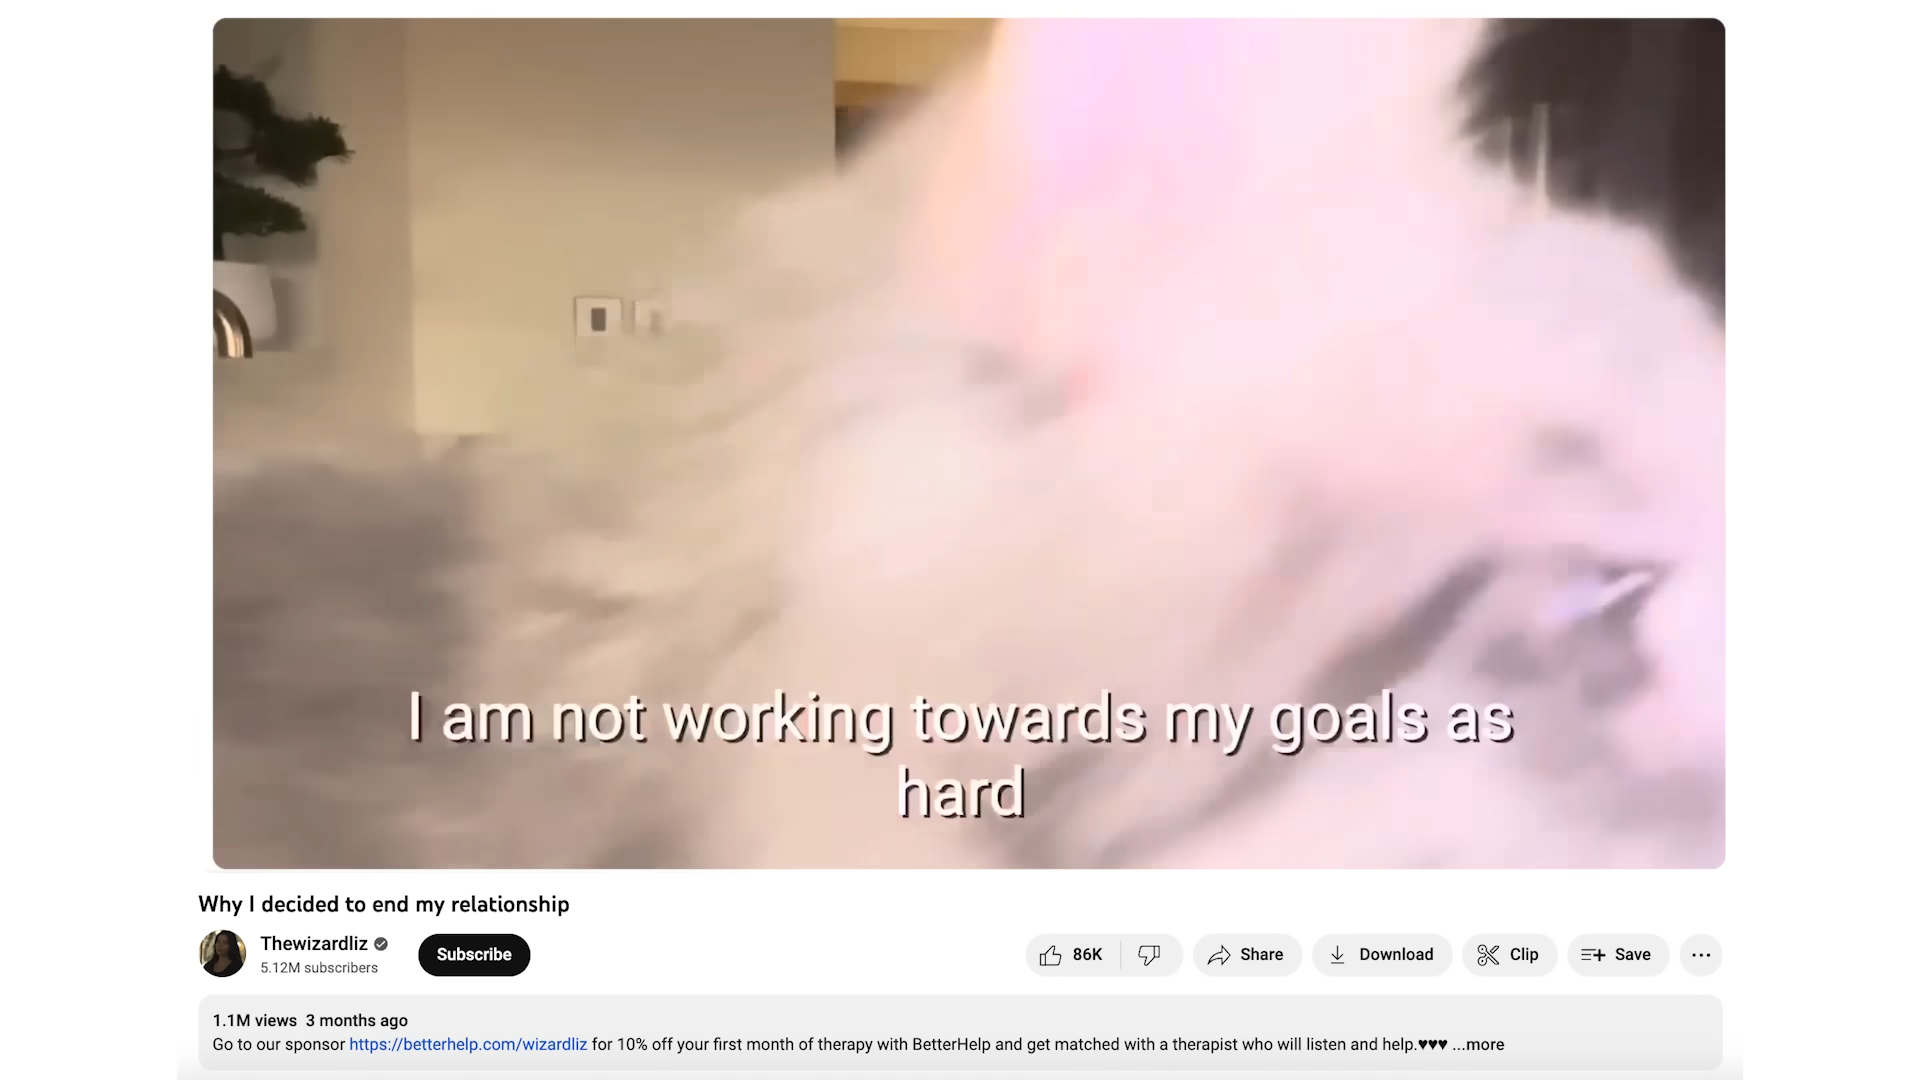 I am not working towards my goals as
hard
Why I decided to end my relationship
Thewizardliz
5.12M subscribers
Subscribe
86K
Share
Download
Clip
Save
1.1M views 3 months ago
Go to our sponsor https://betterhelp.com/wizardliz for 10% off your first month of therapy with BetterHelp and get matched with a therapist who will listen and help.♥♥♥ ...more